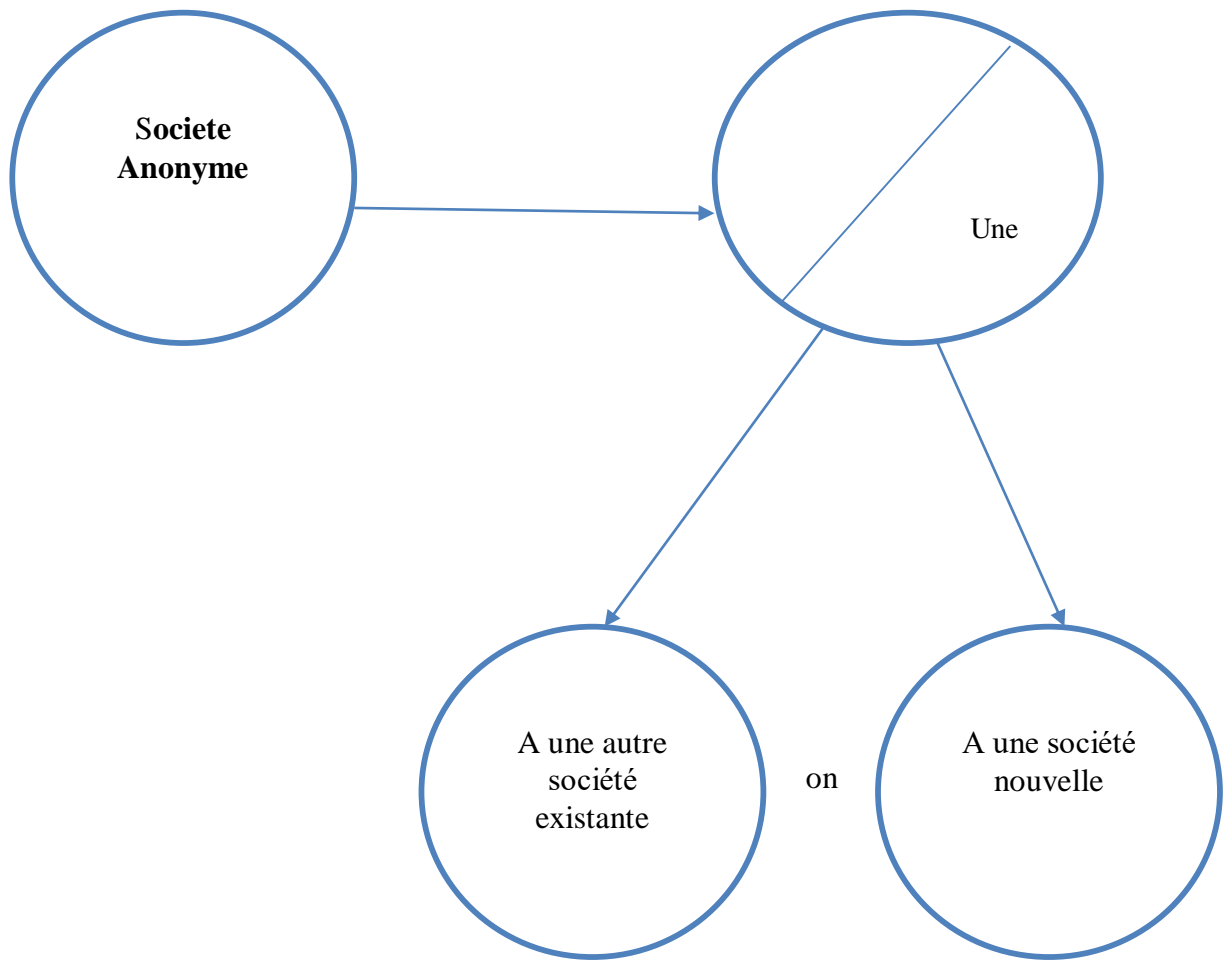 Societe
Anonyme
Une
A une autre
société
existante
on
A une société
nouvelle